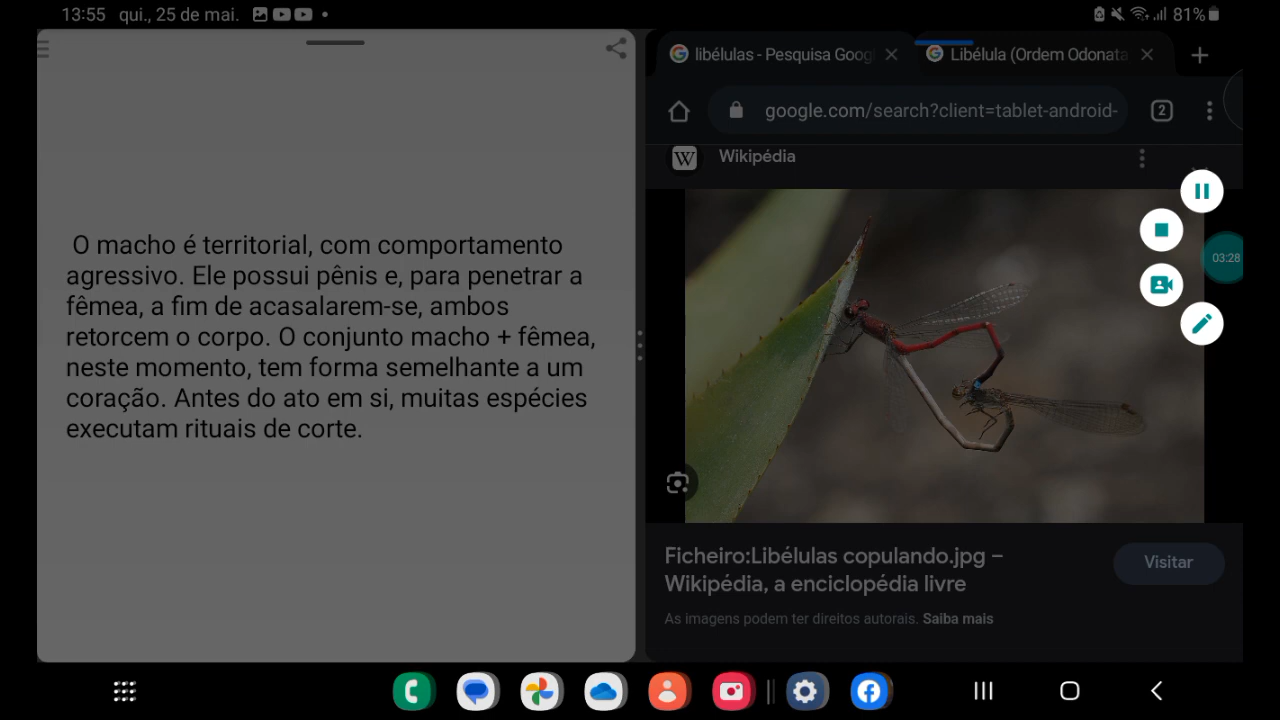 13:55 qui., 25 de mai.
81%
libélulas - Pesquisa Goog
Libélula (Ordem Odonata
google.com/search?client=tablet-android-
2
W Wikipédia
03:28
O macho é territorial, com comportamento
agressivo. Ele possui pênis e, para penetrar a
fêmea, a fim de acasalarem-se, ambos
retorcem o corpo. O conjunto macho + fêmea,
neste momento, tem forma semelhante a um
coração. Antes do ato em si, muitas espécies
executam rituais de corte.
Ficheiro:Libélulas copulando.jpg –
Wikipédia, a enciclopédia livre
Visitar
As imagens podem ter direitos autorais. Saiba mais